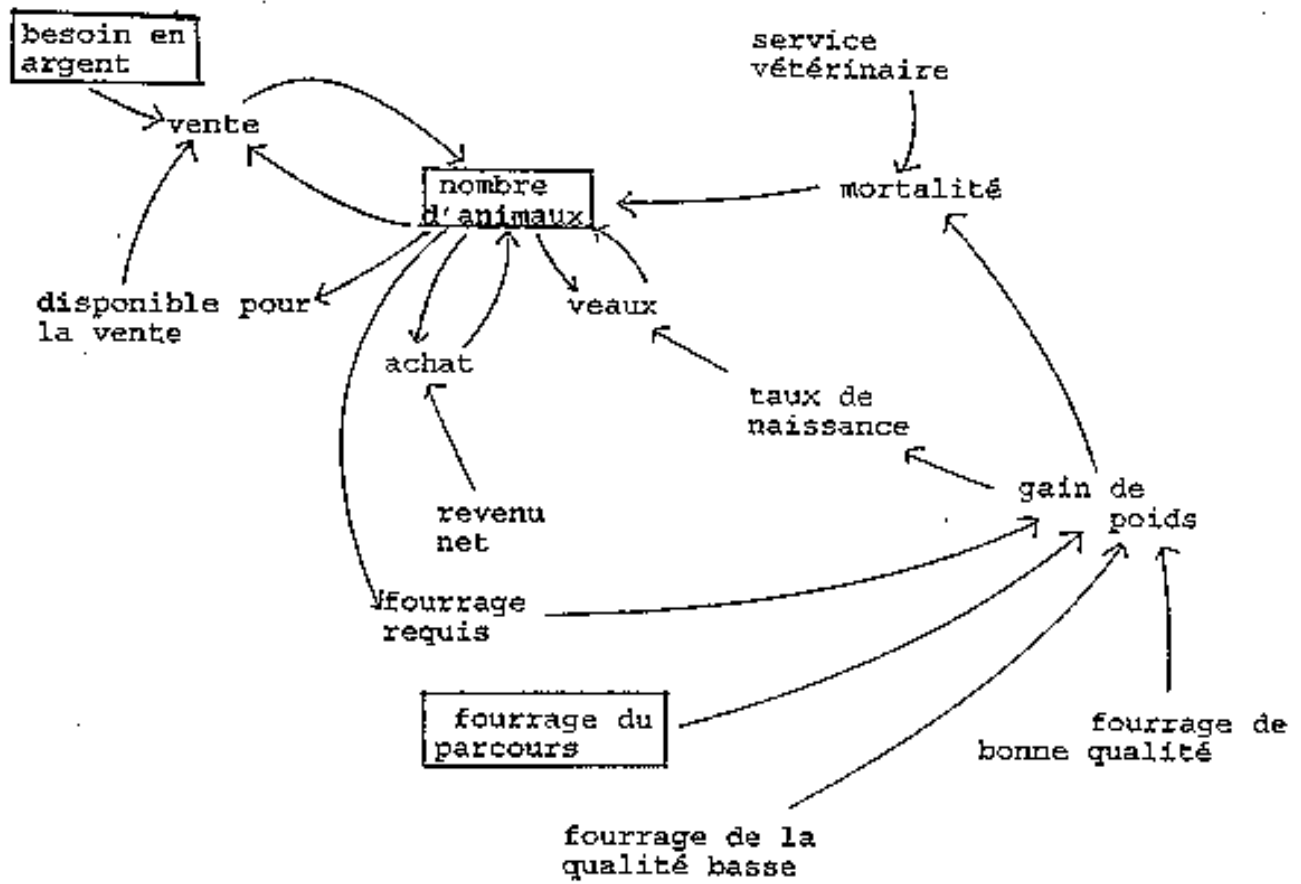 besoin en
argent
service
vétérinaire
vente
nombre
d'animaux
mortalité
disponible pour
la vente
veaux
achat
taux de
naissance
gain de
poids
revenu
net
fourrage
requis
fourrage du
parcours
fourrage de
bonne qualité
fourrage de la
qualité basse